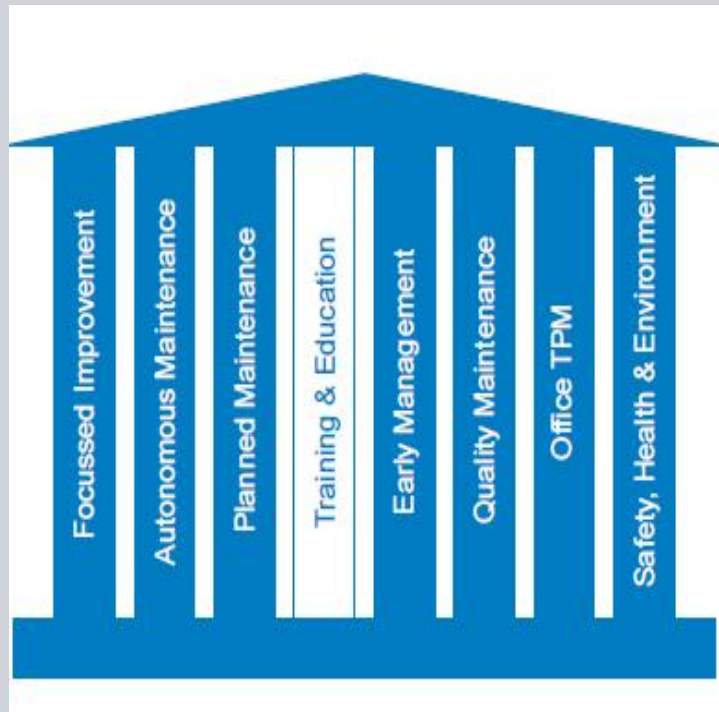 Focussed Improvement
Autonomous Maintenance
Planned Maintenance
Training & Education
Early Management
Quality Maintenance
Office TPM
Safety, Health & Environment